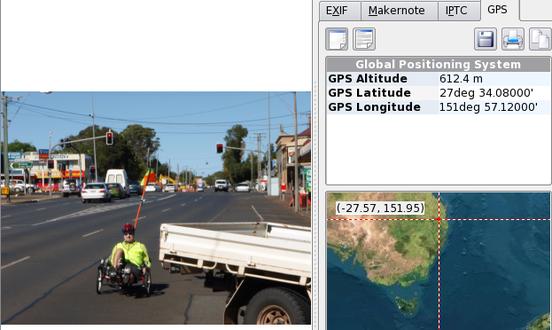 EXIF Makernote IPTC GPS
Global Positioning System
GPS Altitude 612.4 m
GPS Latitude 27deg 34.08000'
GPS Longitude 151deg 57.12000'
(-27.57, 151.95)